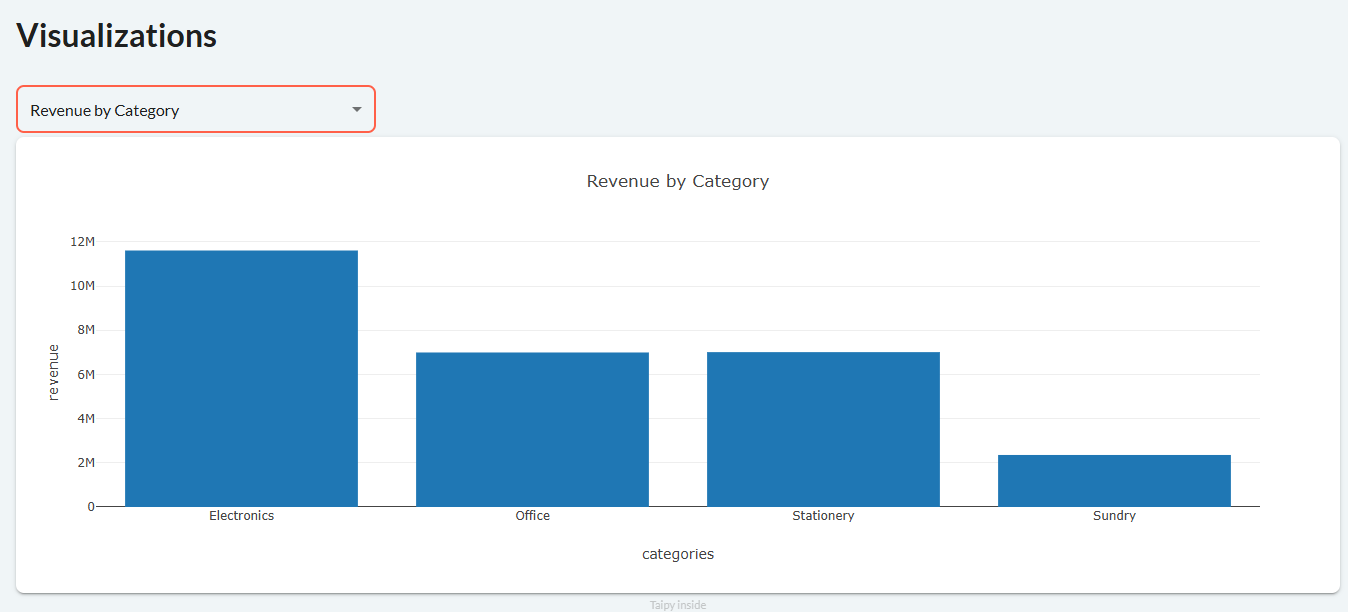 Visualizations
Revenue by Category
Revenue by Category
12M
10M
8M
6M
4M
2M
0
revenue
Electronics Office Stationery Sundry
categories
Taipy inside